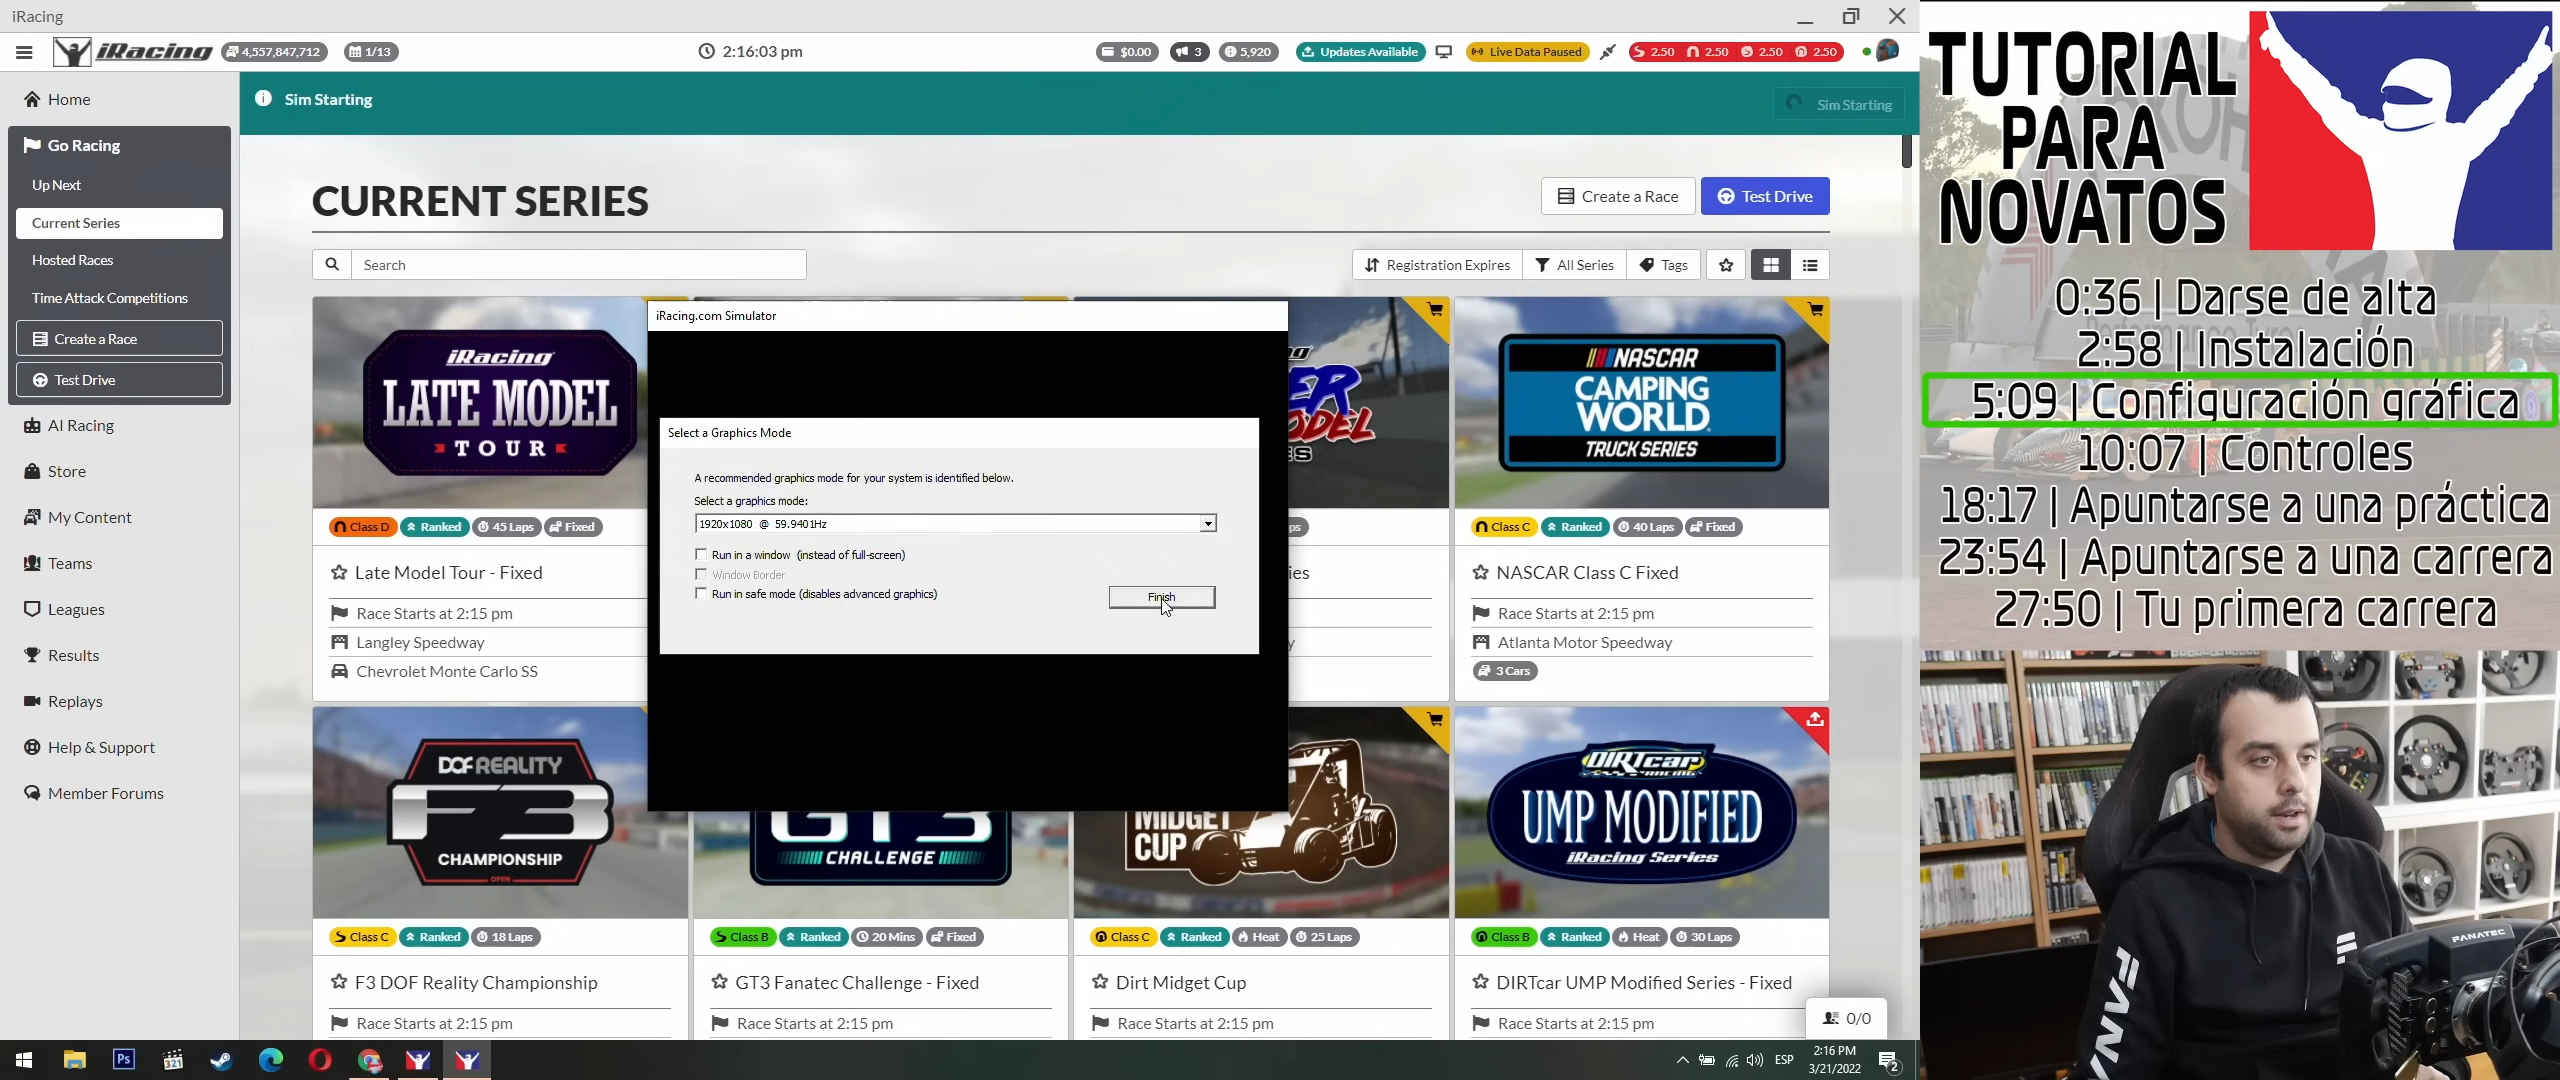 iRacing
iRacing
4,557,847,712
1/13
2:16:03 pm
$0.00
3
5,920
Updates Available
Live Data Paused
2.50
2.50
2.50
2.50
Home
Go Racing
Up Next
Current Series
Hosted Races
Time Attack Competitions
Create a Race
Test Drive
AI Racing
Store
My Content
Teams
Leagues
Results
Replays
Help & Support
Member Forums
Sim Starting
Sim Starting
CURRENT SERIES
Create a Race
Test Drive
Search
Registration Expires
All Series
Tags
iRacing
LATE MODEL
TOUR
Class D
Ranked
45 Laps
Fixed
Late Model Tour - Fixed
Race Starts at 2:15 pm
Langley Speedway
Chevrolet Monte Carlo SS
iRacing.com Simulator
Select a Graphics Mode
A recommended graphics mode for your system is identified below.
Select a graphics mode:
1920x1080 @ 59.9401Hz
Run in a window (instead of full-screen)
Window Border
Run in safe mode (disables advanced graphics)
Finish
NASCAR
CAMPING
WORLD
TRUCK SERIES
Class C
Ranked
40 Laps
Fixed
NASCAR Class C Fixed
Race Starts at 2:15 pm
Atlanta Motor Speedway
3 Cars
DOF REALITY
F3
CHAMPIONSHIP
OPEN
Class C
Ranked
18 Laps
F3 DOF Reality Championship
Race Starts at 2:15 pm
GT3
CHALLENGE
Class B
Ranked
20 Mins
Fixed
GT3 Fanatec Challenge - Fixed
Race Starts at 2:15 pm
MIDGET
CUP
Class C
Ranked
Heat
25 Laps
Dirt Midget Cup
Race Starts at 2:15 pm
DIRTcar
RACING
UMP MODIFIED
iRacing Series
Class B
Ranked
Heat
30 Laps
DIRTcar UMP Modified Series - Fixed
Race Starts at 2:15 pm
0/0
Ps
321
ESP
2:16 PM
3/21/2022
2
TUTORIAL
PARA
NOVATOS
0:36 | Darse de alta
2:58 | Instalación
5:09 | Configuración gráfica
10:07 | Controles
18:17 | Apuntarse a una práctica
23:54 | Apuntarse a una carrera
27:50 | Tu primera carrera
FANATEC